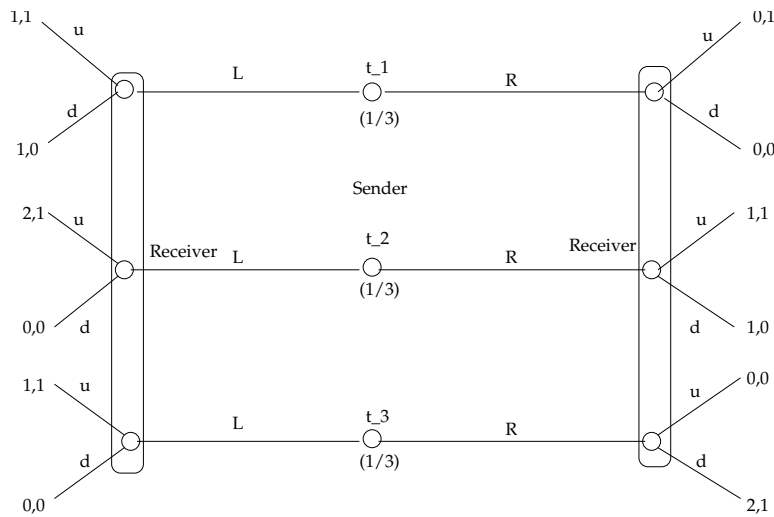 1,1
u
0,1
u
t_1
L
R
d
d
(1/3)
1,0
0,0
Sender
2,1
u
u
1,1
t_2
Receiver
Receiver
L
R
(1/3)
0,0
d
d
1,0
1,1
u
u
0,0
t_3
L
R
d
d
(1/3)
0,0
2,1